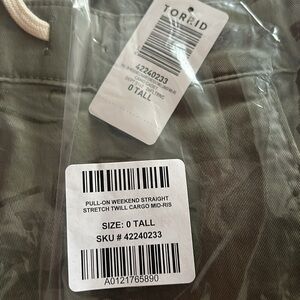 TORRID
42240233
0 TALL
PULL-ON WEEKEND STRAIGHT
STRETCH TWILL CARGO MID-RIS
SIZE: 0 TALL
SKU # 42240233
A0121765890